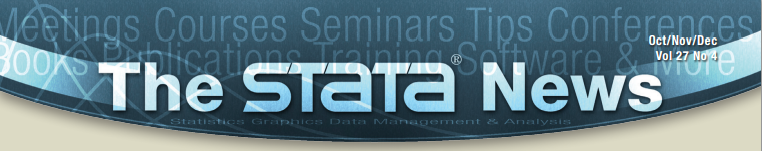 Meetings Courses Seminars Tips Conferences
Books Publications Training Software & More
Oct/Nov/Dec
Vol 27 No 4
The STATA® News
Statistics Graphics Data Management & Analysis